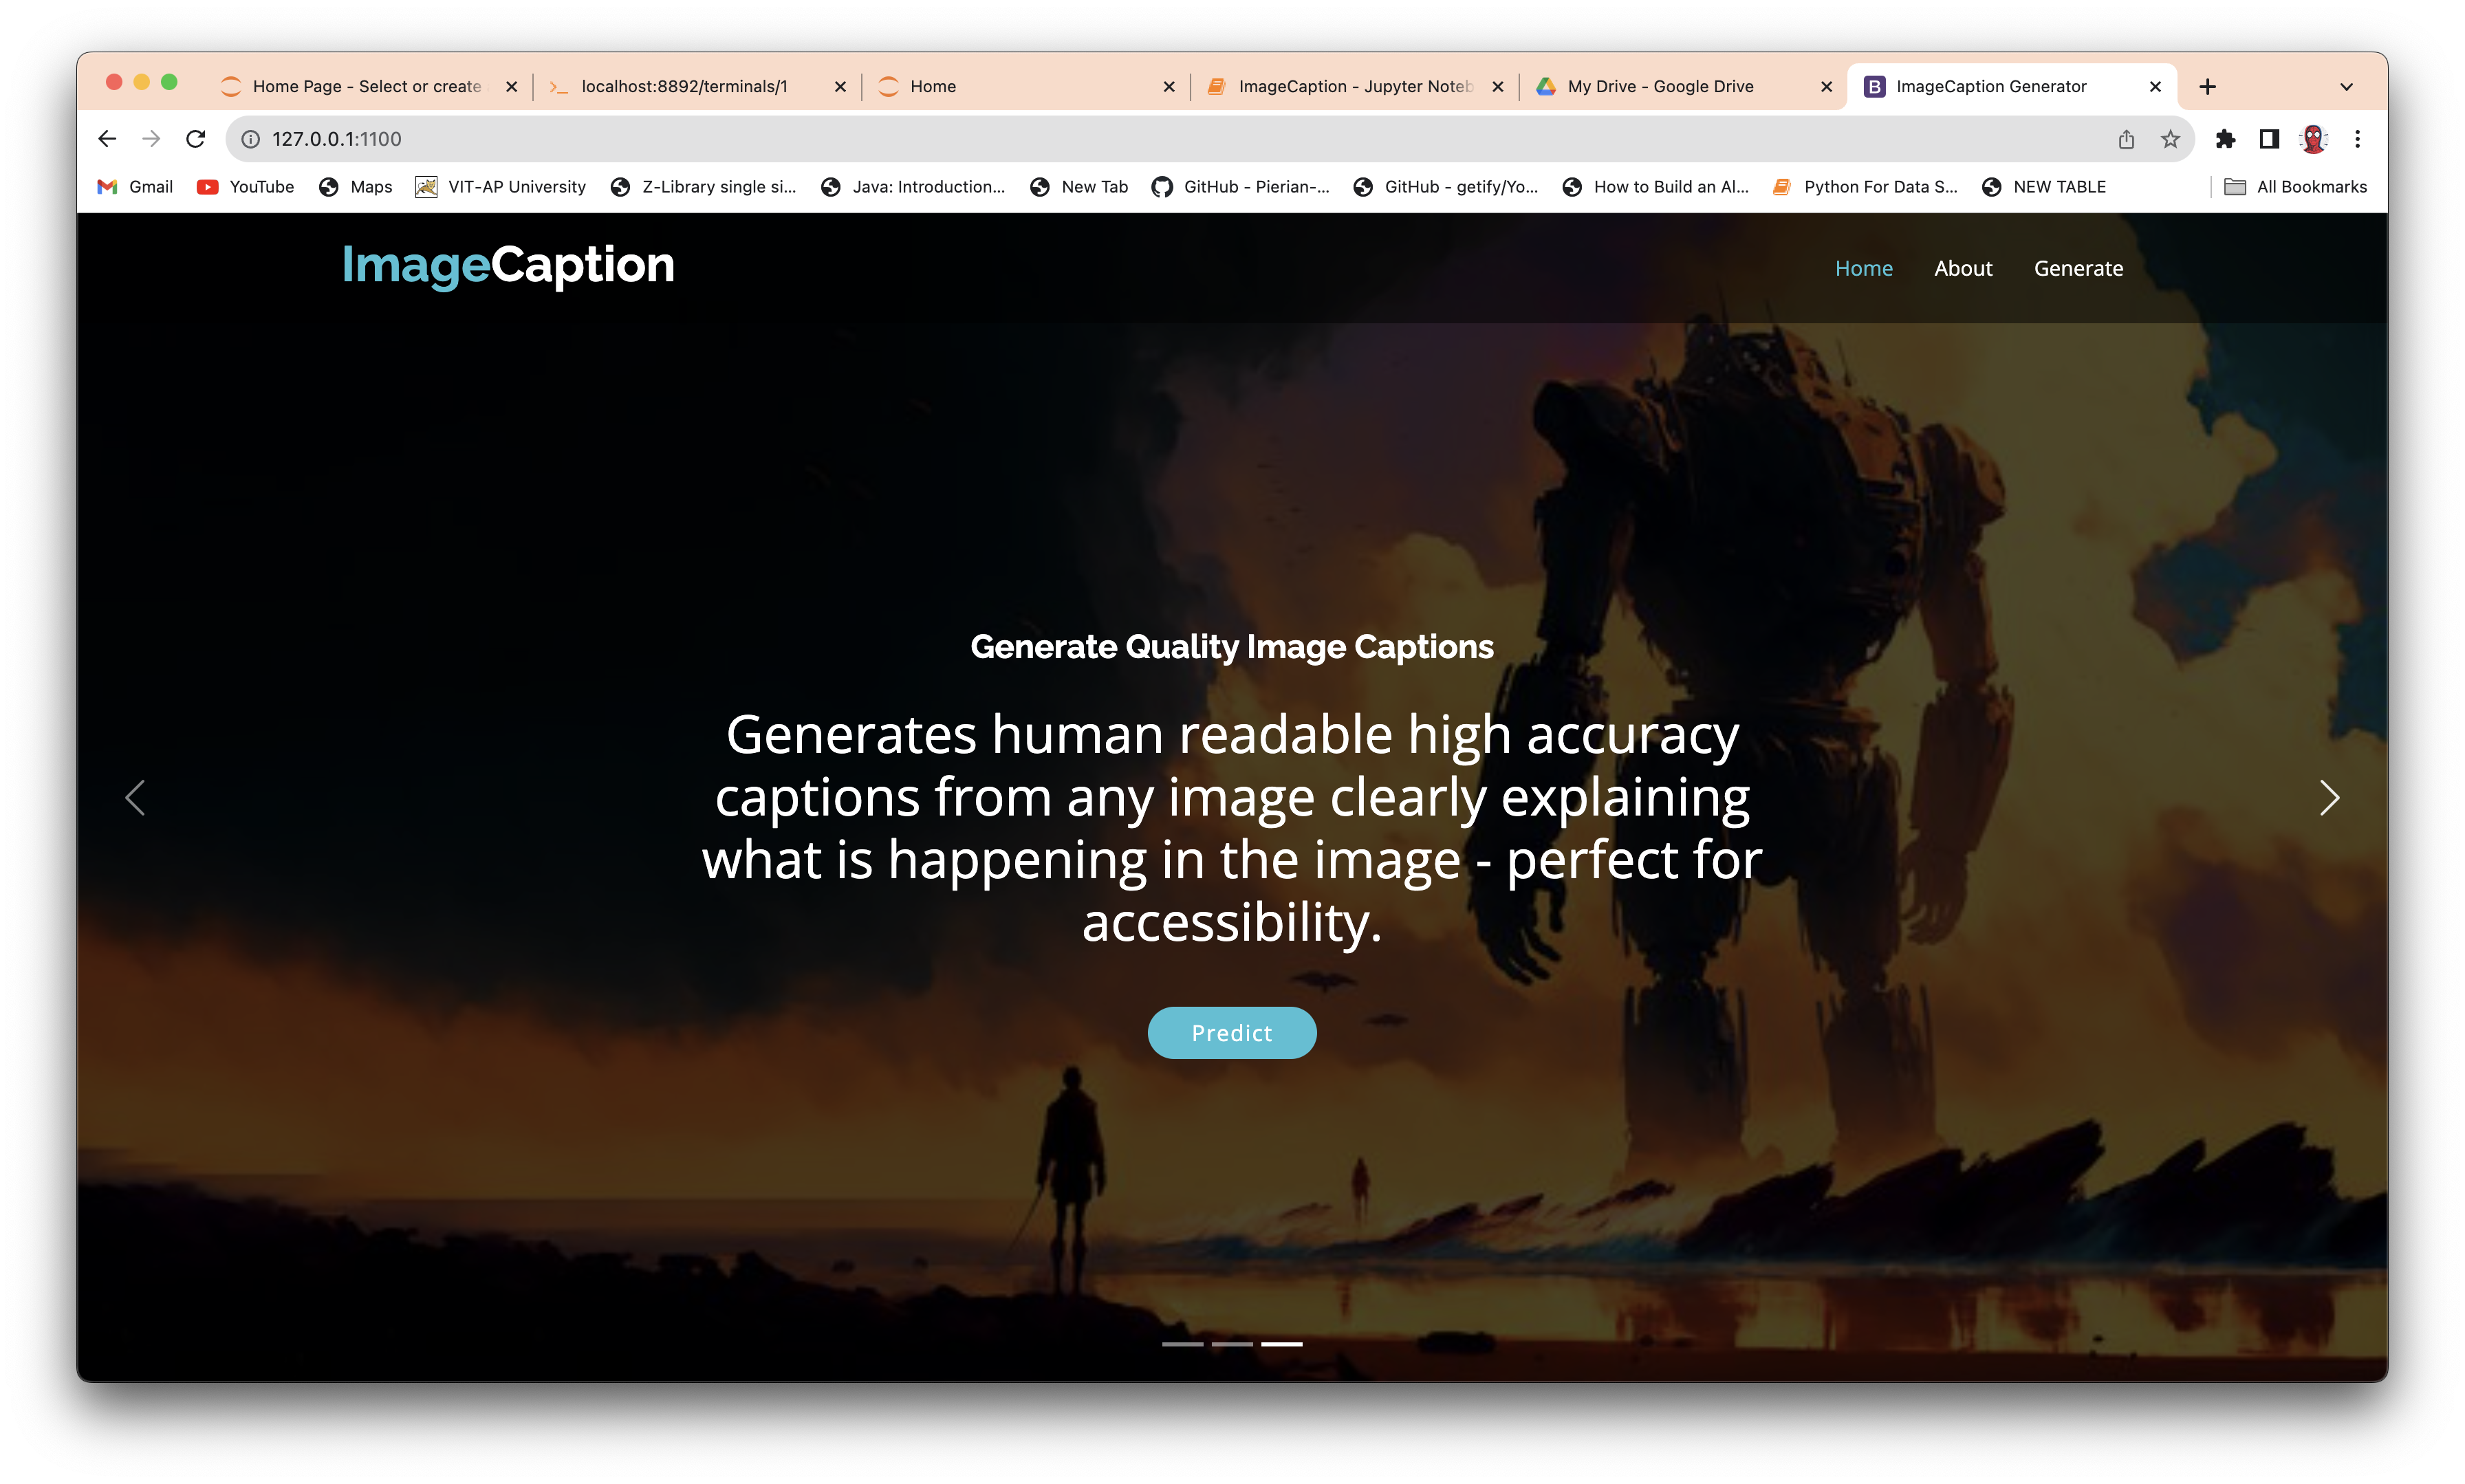 Home Page - Select or create
localhost:8892/terminals/1
Home
ImageCaption - Jupyter Noteb
My Drive - Google Drive
ImageCaption Generator
127.0.0.1:1100
Gmail
YouTube
Maps
VIT-AP University
Z-Library single si...
Java: Introduction...
New Tab
GitHub - Pierian-...
GitHub - getify/Yo...
How to Build an AI...
Python For Data S...
NEW TABLE
All Bookmarks
ImageCaption
Home
About
Generate
Generate Quality Image Captions
Generates human readable high accuracy
captions from any image clearly explaining
what is happening in the image - perfect for
accessibility.
Predict